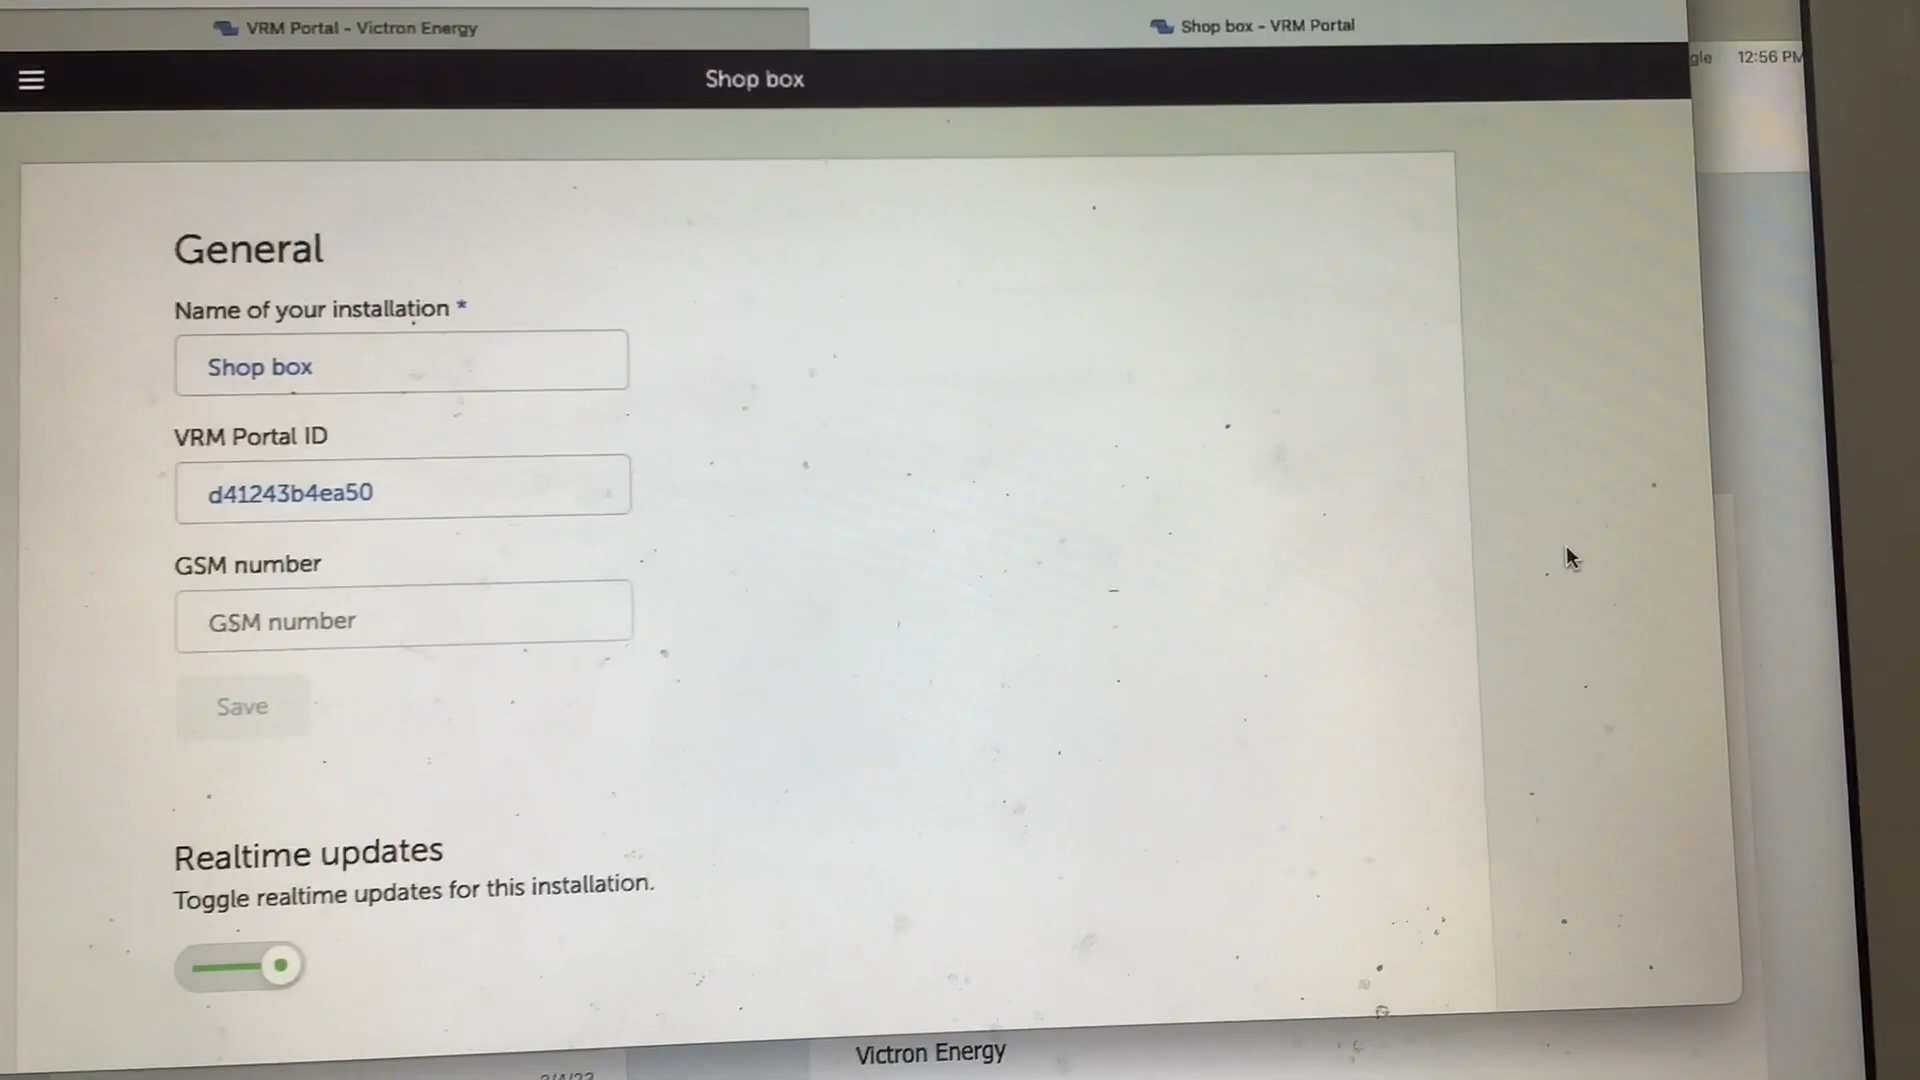 VRM Portal - Victron Energy
Shop box - VRM Portal
gle 12:56 PM
Shop box
General
Name of your installation *
Shop box
VRM Portal ID
d41243b4ea50
GSM number
GSM number
Save
Realtime updates
Toggle realtime updates for this installation.
Victron Energy